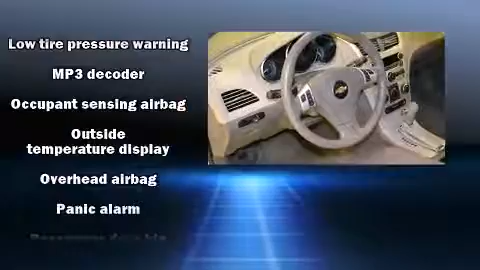 Low tire pressure warning
MP3 decoder
Occupant sensing airbag
Outside
temperature display
Overhead airbag
Panic alarm